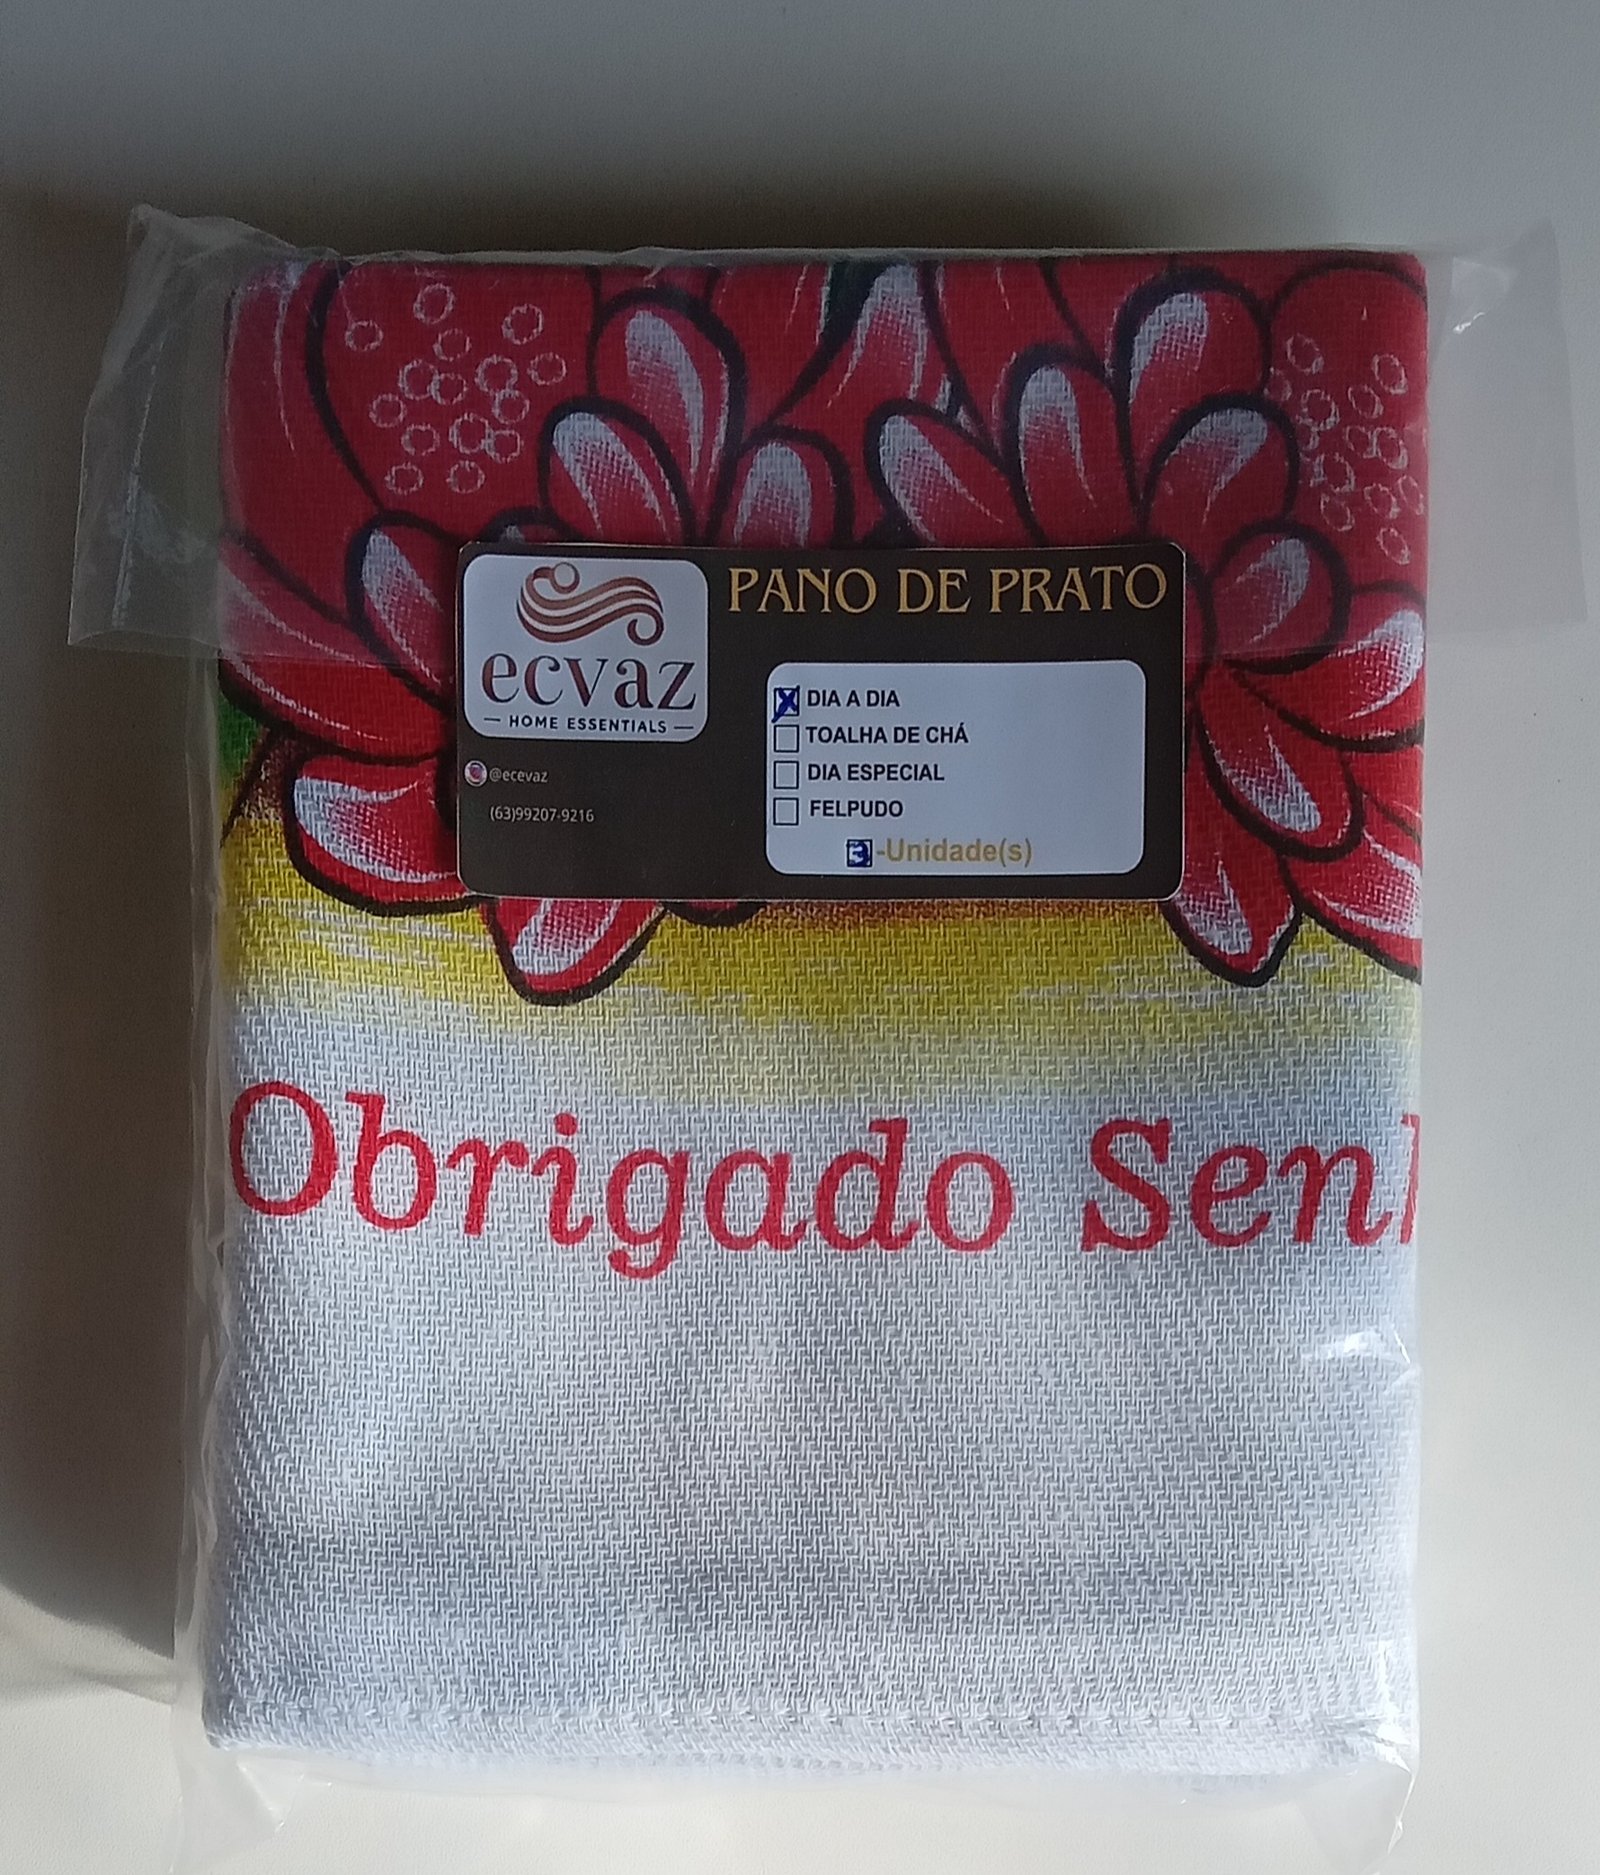 PANO DE PRATO
ecvaz
— HOME ESSENTIALS —
@ecevaz
(63)99207-9216
X DIA A DIA
TOALHA DE CHÁ
DIA ESPECIAL
FELPUDO
3-Unidade(s)
Obrigado Sen